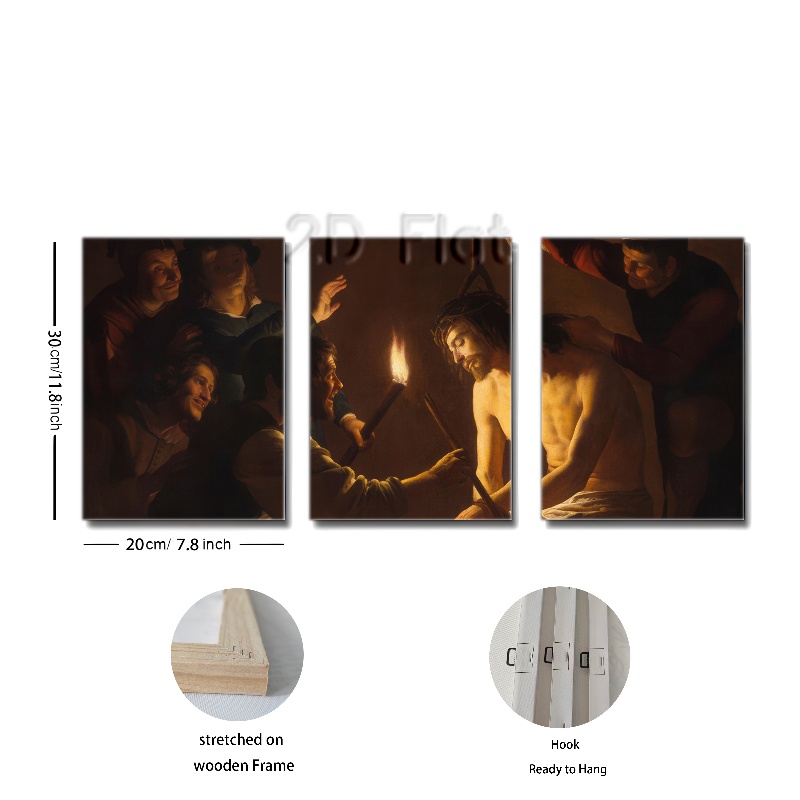 2D Flat
30cm/11.8inch
20cm/ 7.8 inch
stretched on
wooden Frame
Hook
Ready to Hang